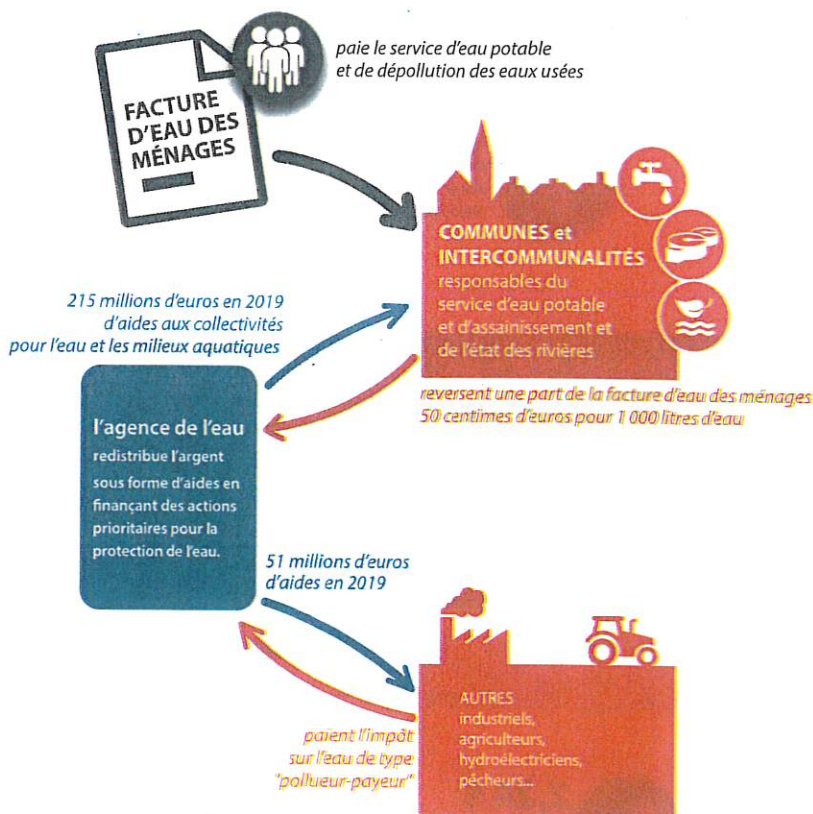 paie le service d'eau potable
et de dépollution des eaux usées
FACTURE
D'EAU DES
MÉNAGES
COMMUNES et
INTERCOMMUNALITÉS
responsables du
service d'eau potable
et d'assainissement et
de l'état des rivières
215 millions d'euros en 2019
d'aides aux collectivités
pour l'eau et les milieux aquatiques
reversent une part de la facture d'eau des ménages
50 centimes d'euros pour 1 000 litres d'eau
l'agence de l'eau
redistribue l'argent
sous forme d'aides en
finançant des actions
prioritaires pour la
protection de l'eau.
51 millions d'euros
d'aides en 2019
paient l'impôt
sur l'eau de type
"pollueur-payeur"
AUTRES
industriels,
agriculteurs,
hydroélectriciens,
pêcheurs...